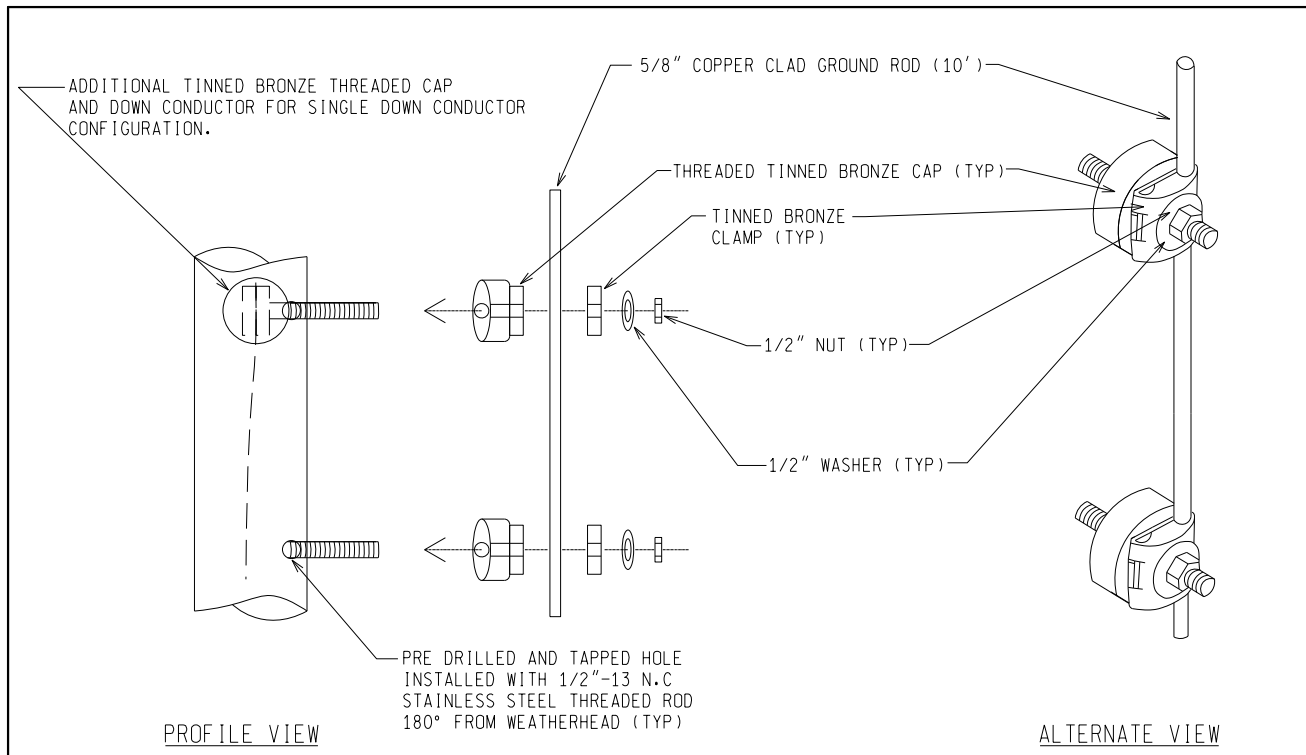 ADDITIONAL TINNED BRONZE THREADED CAP
AND DOWN CONDUCTOR FOR SINGLE DOWN CONDUCTOR
CONFIGURATION.
5/8" COPPER CLAD GROUND ROD (10')
THREADED TINNED BRONZE CAP (TYP)
TINNED BRONZE
CLAMP (TYP)
1/2" NUT (TYP)
1/2" WASHER (TYP)
PRE DRILLED AND TAPPED HOLE
INSTALLED WITH 1/2"-13 N.C
STAINLESS STEEL THREADED ROD
180° FROM WEATHERHEAD (TYP)
PROFILE VIEW
ALTERNATE VIEW